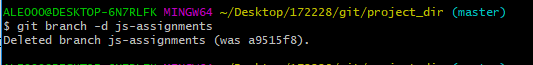 ALEOOO@DESKTOP-6N7RLFK MINGW64 ~/Desktop/172228/git/project_dir (master)
$ git branch -d js-assignments
Deleted branch js-assignments (was a9515f8).